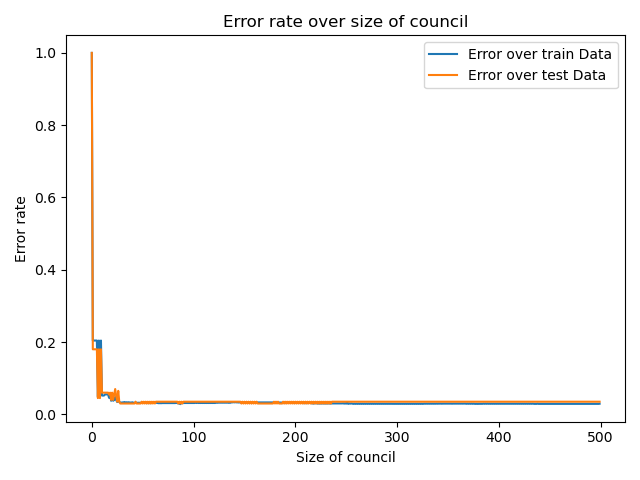 Error rate over size of council
Error over train Data
Error over test Data
1.0
0.8
0.6
0.4
0.2
0.0
Error rate
0 100 200 300 400 500
Size of council